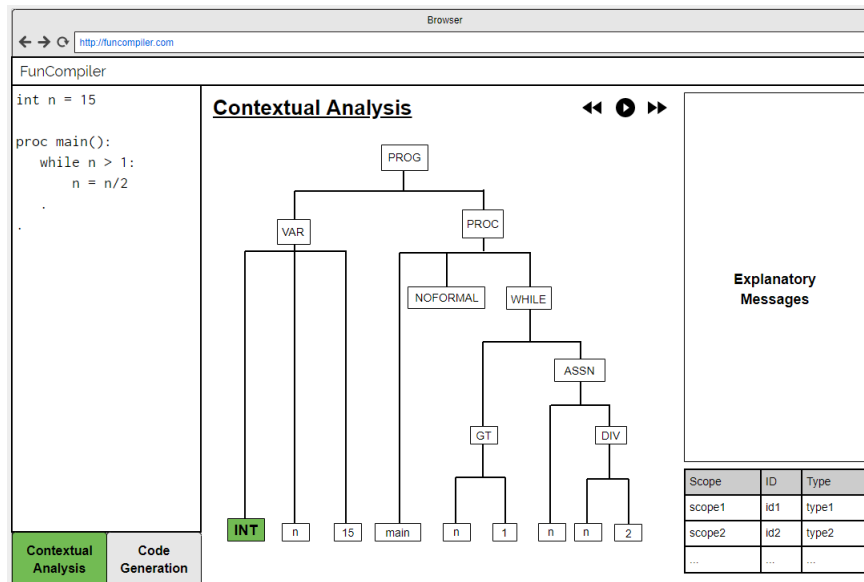 Browser
http://funcompiler.com
FunCompiler
int n = 15
proc main():
while n > 1:
n = n/2
.
.
Contextual Analysis
PROG
VAR
PROC
NOFORMAL
WHILE
ASSN
GT
DIV
INT
n
15
main
n
1
n
n
2
Explanatory
Messages
Scope ID Type
scope1 id1 type1
scope2 id2 type2
... ... ...
Contextual
Analysis
Code
Generation